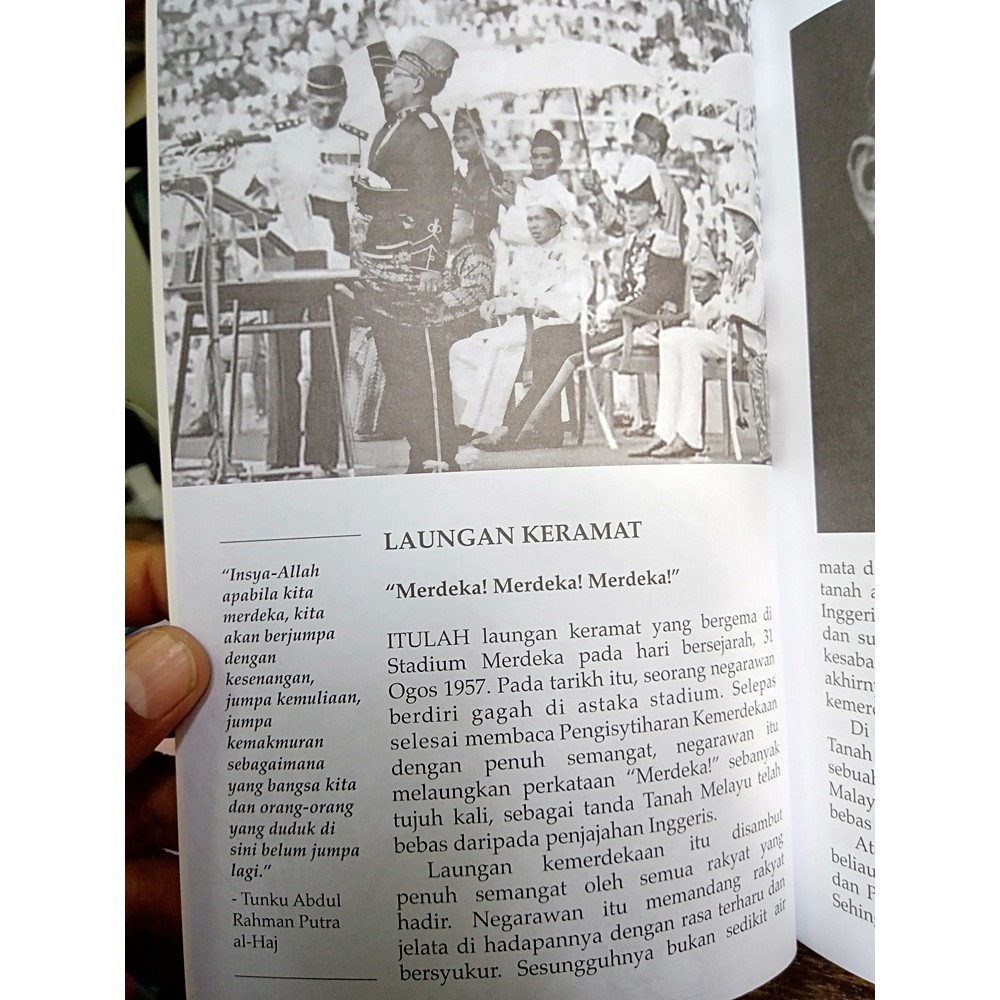 LAUNGAN KERAMAT
“Merdeka! Merdeka! Merdeka!”
“Insya-Allah
apabila kita
merdeka, kita
akan berjumpa
dengan
kesenangan,
jumpa kemuliaan,
jumpa
kemakmuran
sebagaimana
yang bangsa kita
dan orang-orang
yang duduk di
sini belum jumpa
lagi.”
- Tunku Abdul
Rahman Putra
al-Haj
ITULAH laungan keramat yang bergema di
Stadium Merdeka pada hari bersejarah, 31
Ogos 1957. Pada tarikh itu, seorang negarawan
berdiri gagah di astaka stadium. Selepas
selesai membaca Pengisytiharan Kemerdekaan
dengan penuh semangat, negarawan itu
melaungkan perkataan “Merdeka!” sebanyak
tujuh kali, sebagai tanda Tanah Melayu telah
bebas daripada penjajahan Inggeris.
Laungan kemerdekaan itu disambut
penuh semangat oleh semua rakyat yang
hadir. Negarawan itu memandang rakyat
jelata di hadapannya dengan rasa terharu dan
bersyukur. Sesungguhnya bukan sedikit air
mata d
tanah a
Inggeri
dan su
kesaba
akhirn
kemer
Di
Tanah
sebuah
Malay
bebas
At
beliau
dan P
Sehing